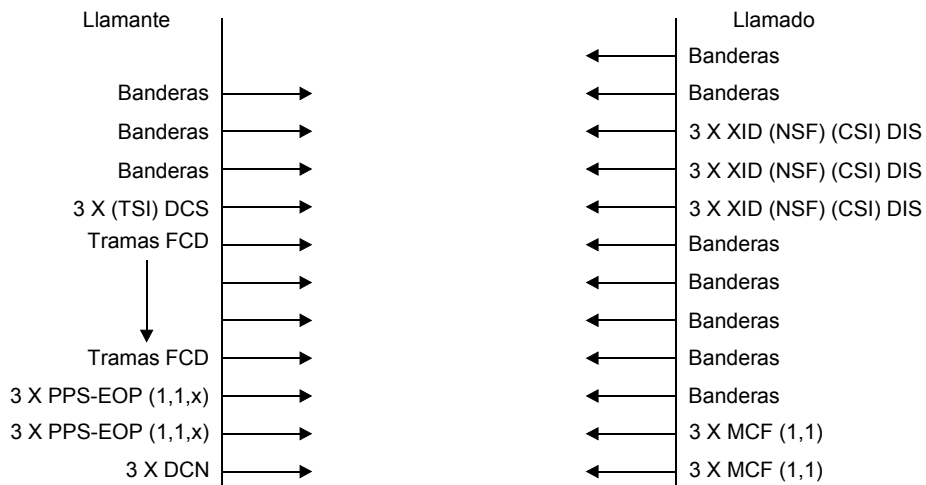 Llamante Llamado
Banderas
Banderas Banderas
Banderas 3 X XID (NSF) (CSI) DIS
Banderas 3 X XID (NSF) (CSI) DIS
3 X (TSI) DCS 3 X XID (NSF) (CSI) DIS
Tramas FCD Banderas
Banderas
Banderas
Tramas FCD Banderas
3 X PPS-EOP (1,1,x) Banderas
3 X PPS-EOP (1,1,x) 3 X MCF (1,1)
3 X DCN 3 X MCF (1,1)